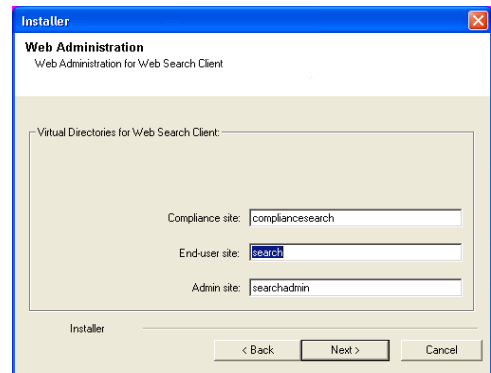 Installer
Web Administration
Web Administration for Web Search Client
Virtual Directories for Web Search Client:
Compliance site: compliancesearch
End-user site: search
Admin site: searchadmin
Installer
< Back Next > Cancel